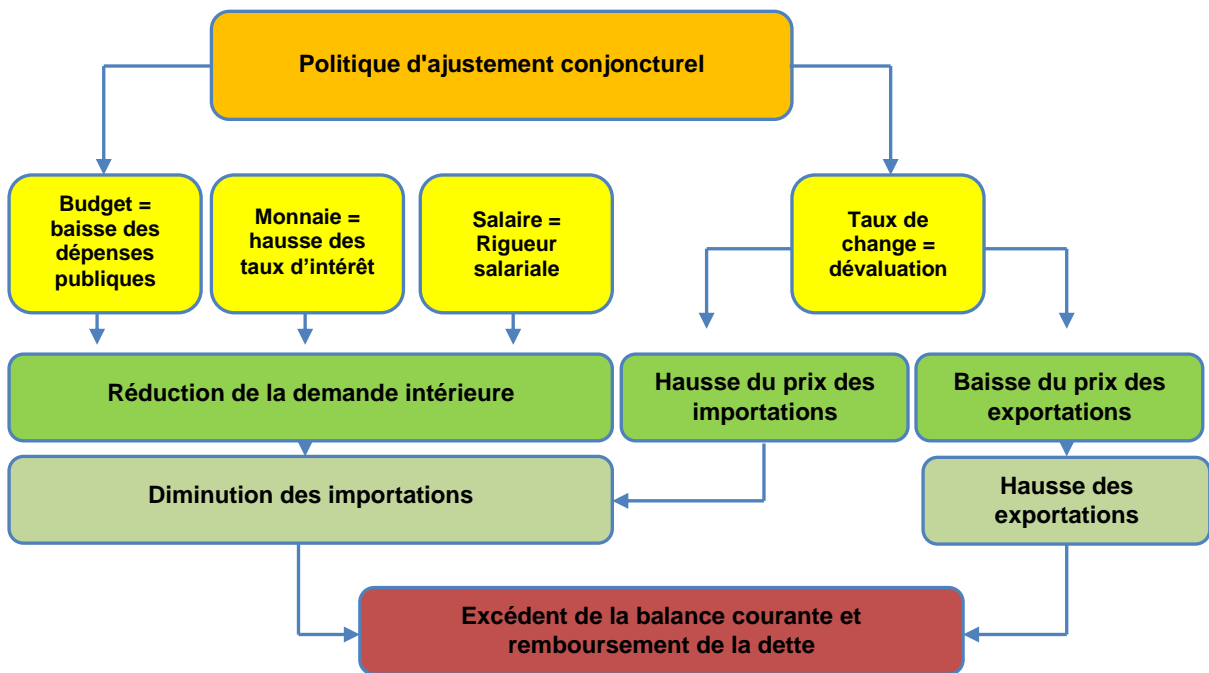 Politique d'ajustement conjoncturel
Budget =
baisse des
dépenses
publiques
Monnaie =
hausse des
taux d’intérêt
Salaire =
Rigueur
salariale
Taux de
change =
dévaluation
Réduction de la demande intérieure
Hausse du prix des
importations
Baisse du prix des
exportations
Diminution des importations
Hausse des
exportations
Excédent de la balance courante et
remboursement de la dette